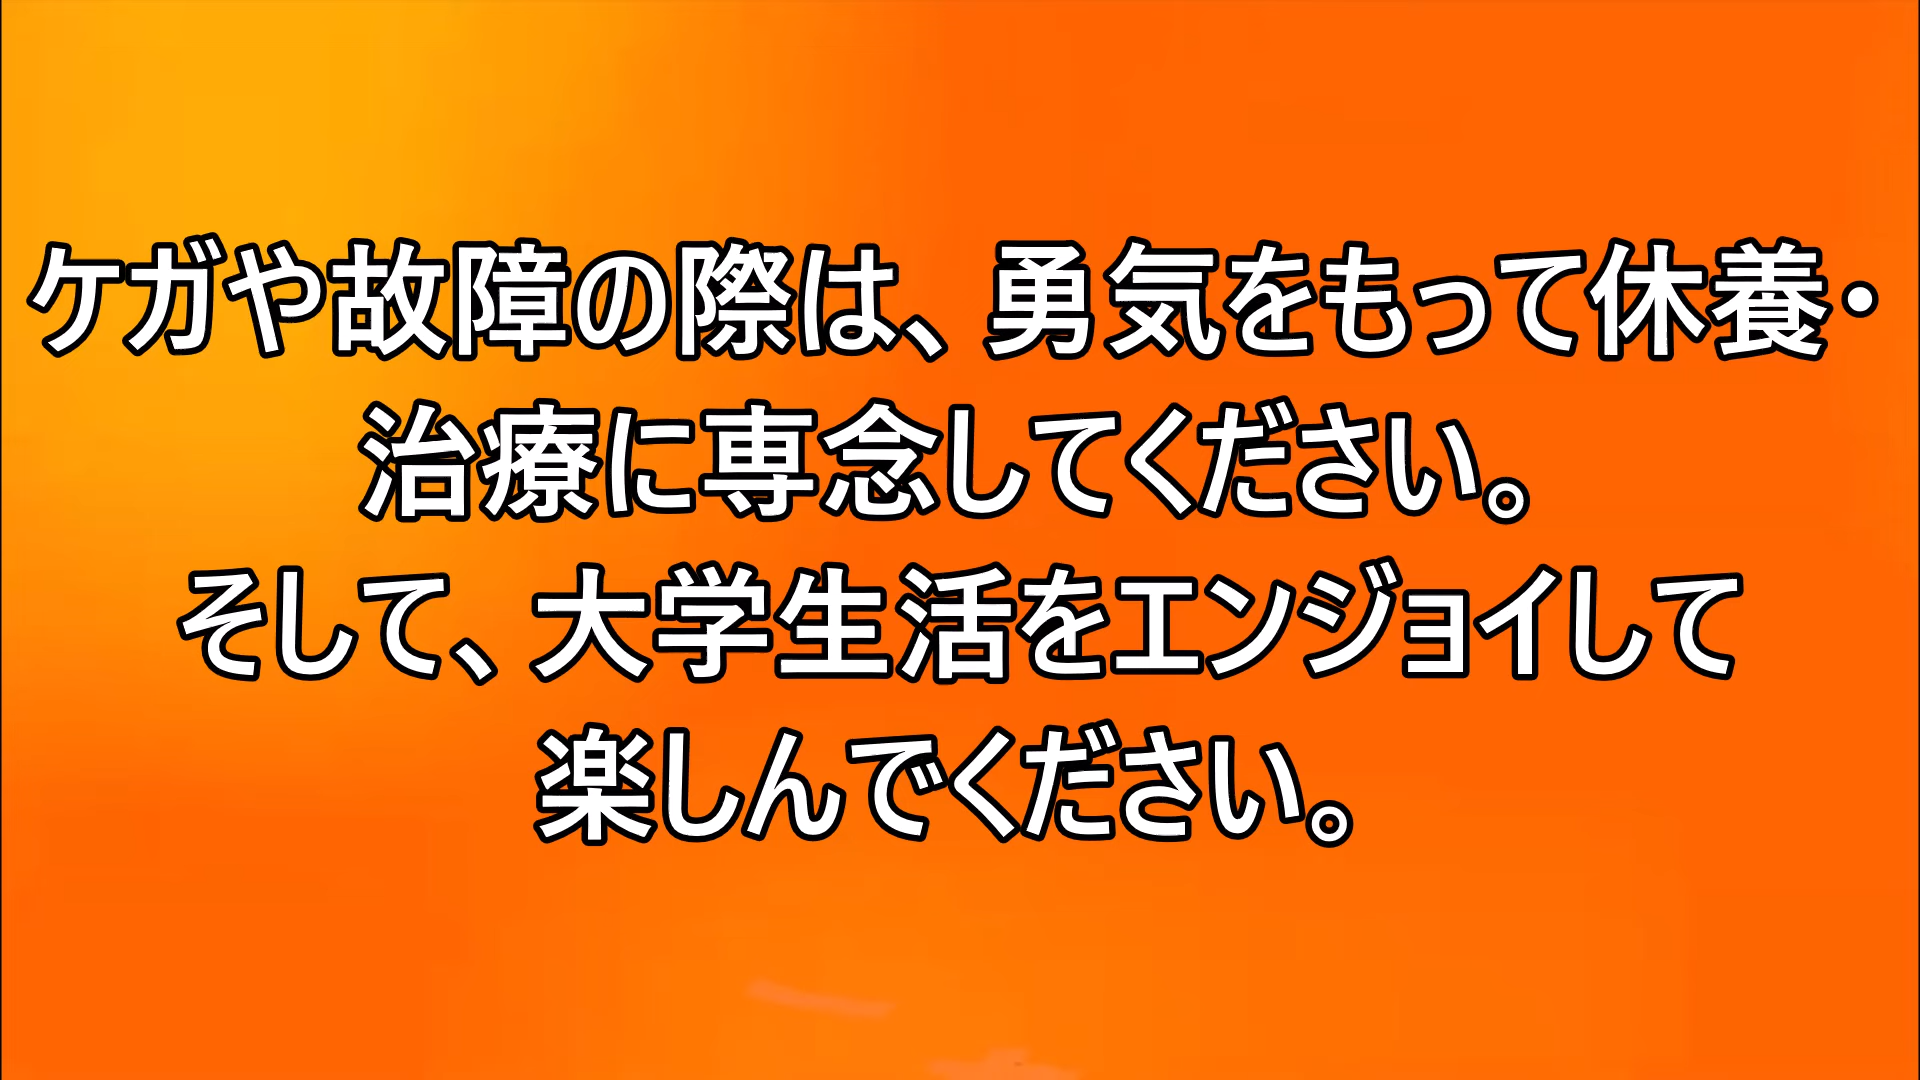 ケガや故障の際は、勇気をもって休養・
治療に専念してください。
そして、大学生活をエンジョイして
楽しんでください。